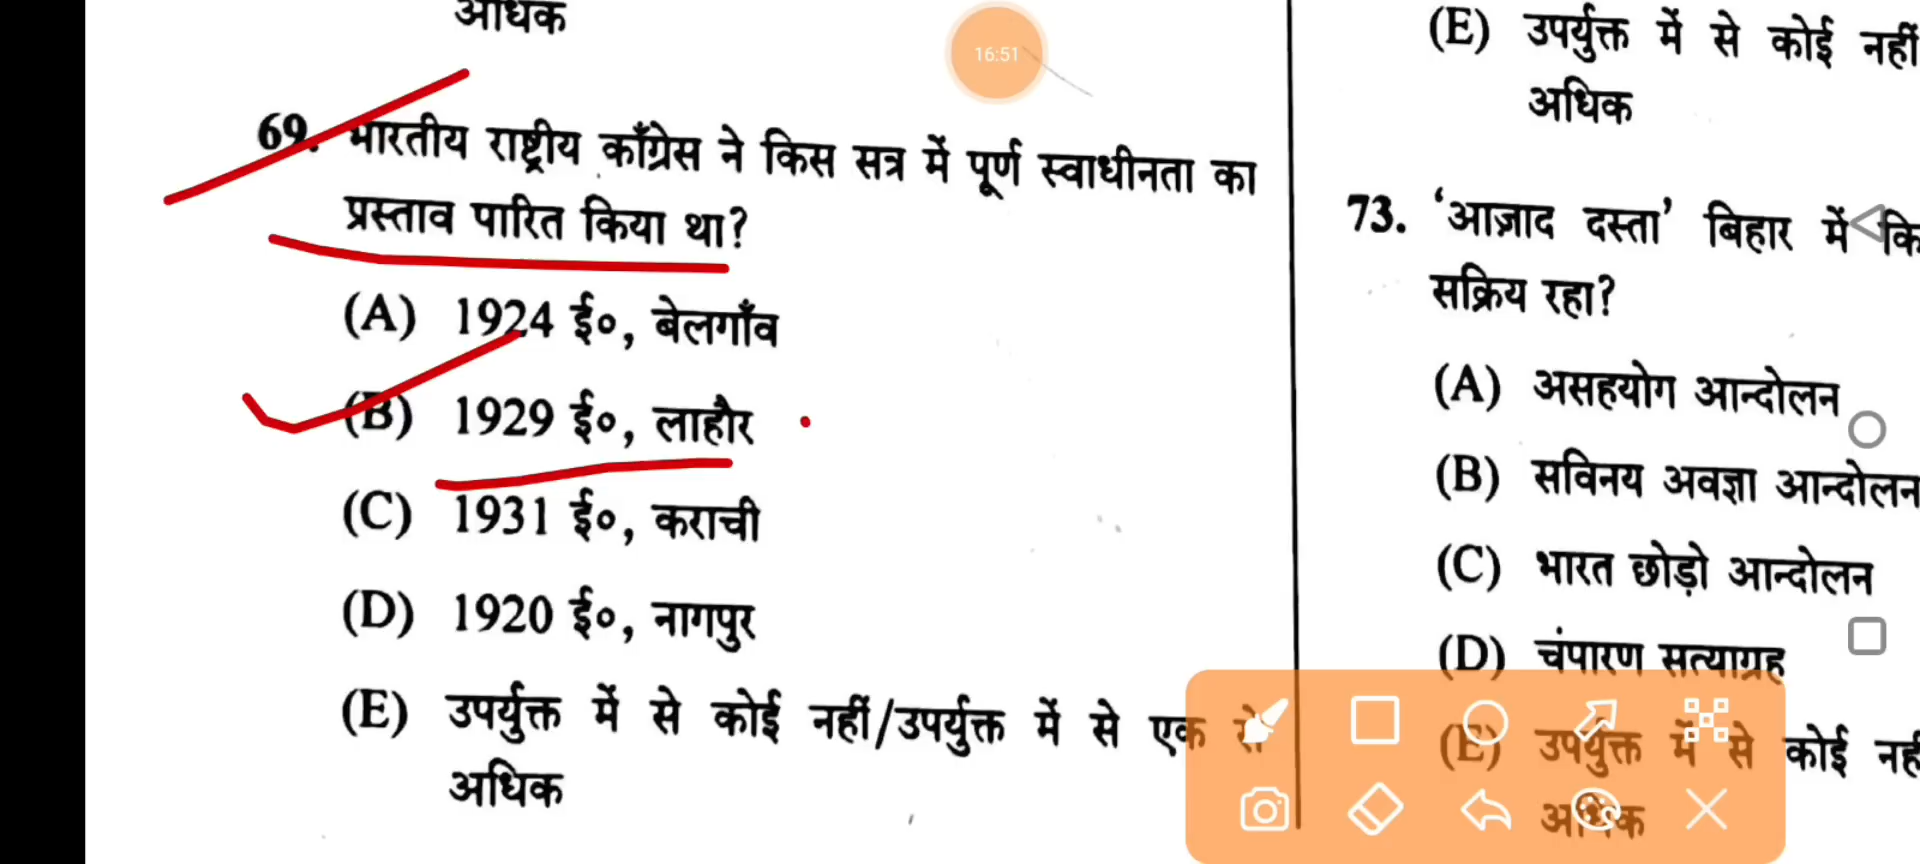 अधिक
16:51
69. भारतीय राष्ट्रीय काँग्रेस ने किस सत्र में पूर्ण स्वाधीनता का
प्रस्ताव पारित किया था?
(A) 1924 ई०, बेलगाँव
(B) 1929 ई०, लाहौर
(C) 1931 ई०, कराची
(D) 1920 ई०, नागपुर
(E) उपर्युक्त में से कोई नहीं/उपर्युक्त में से एक से
अधिक
(E) उपर्युक्त में से कोई नहीं
अधिक
73. ‘आज़ाद दस्ता’ बिहार में कि
सक्रिय रहा?
(A) असहयोग आन्दोलन
(B) सविनय अवज्ञा आन्दोलन
(C) भारत छोड़ो आन्दोलन
(D) चंपारण सत्याग्रह
(E) उपर्युक्त में से कोई नहीं
अधिक